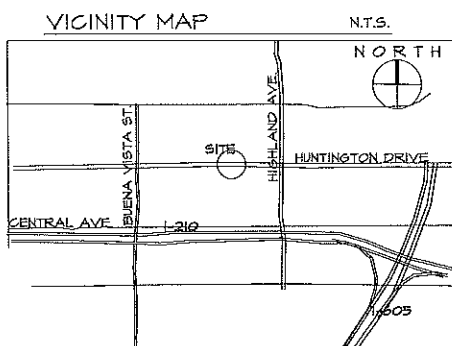 VICINITY MAP
N.T.S.
NORTH
BUENA VISTA ST.
SITE
HIGHLAND AVE.
HUNTINGTON DRIVE
CENTRAL AVE
I-210
I-605